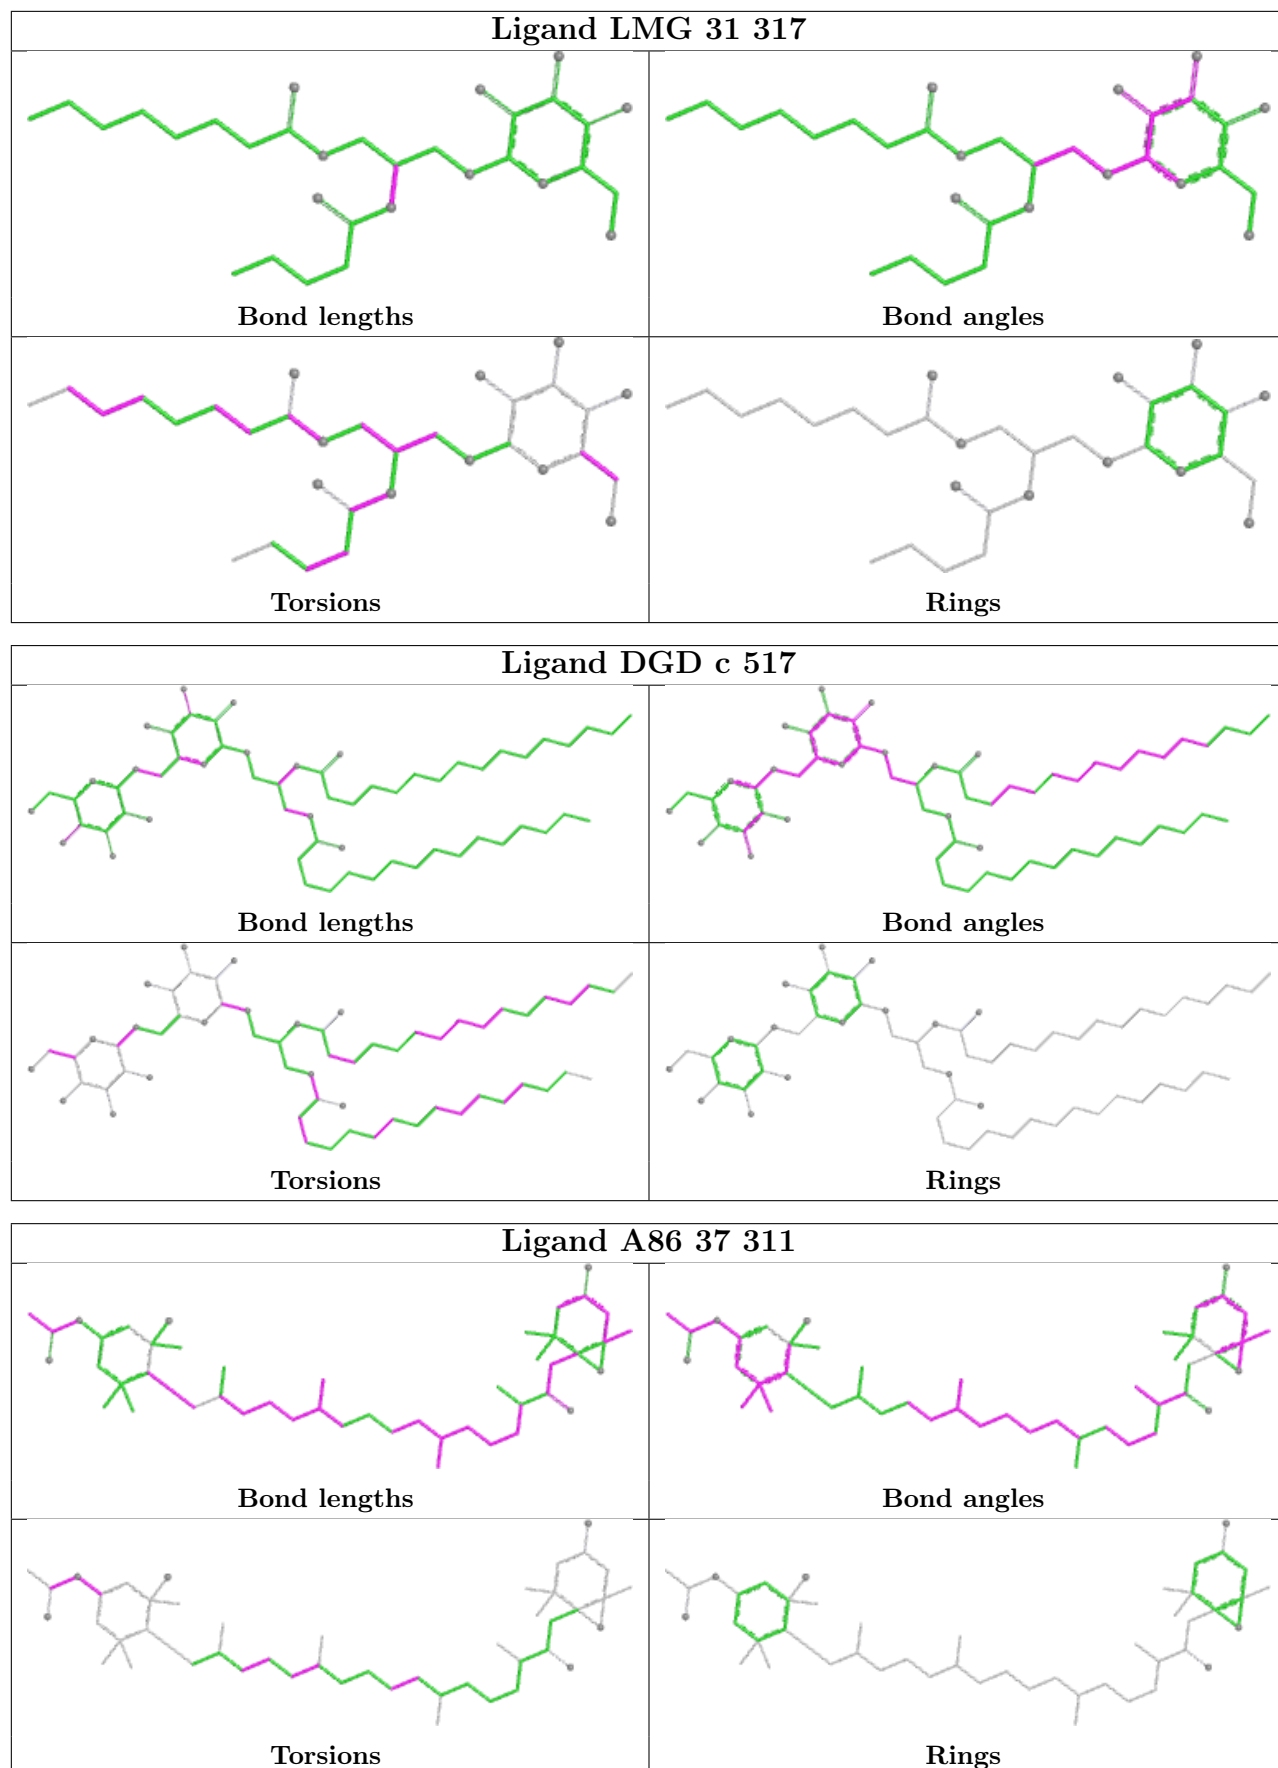 Ligand LMG 31 317
Bond lengths
Bond angles
Torsions
Rings
Ligand DGD c 517
Bond lengths
Bond angles
Torsions
Rings
Ligand A86 37 311
Bond lengths
Bond angles
Torsions
Rings